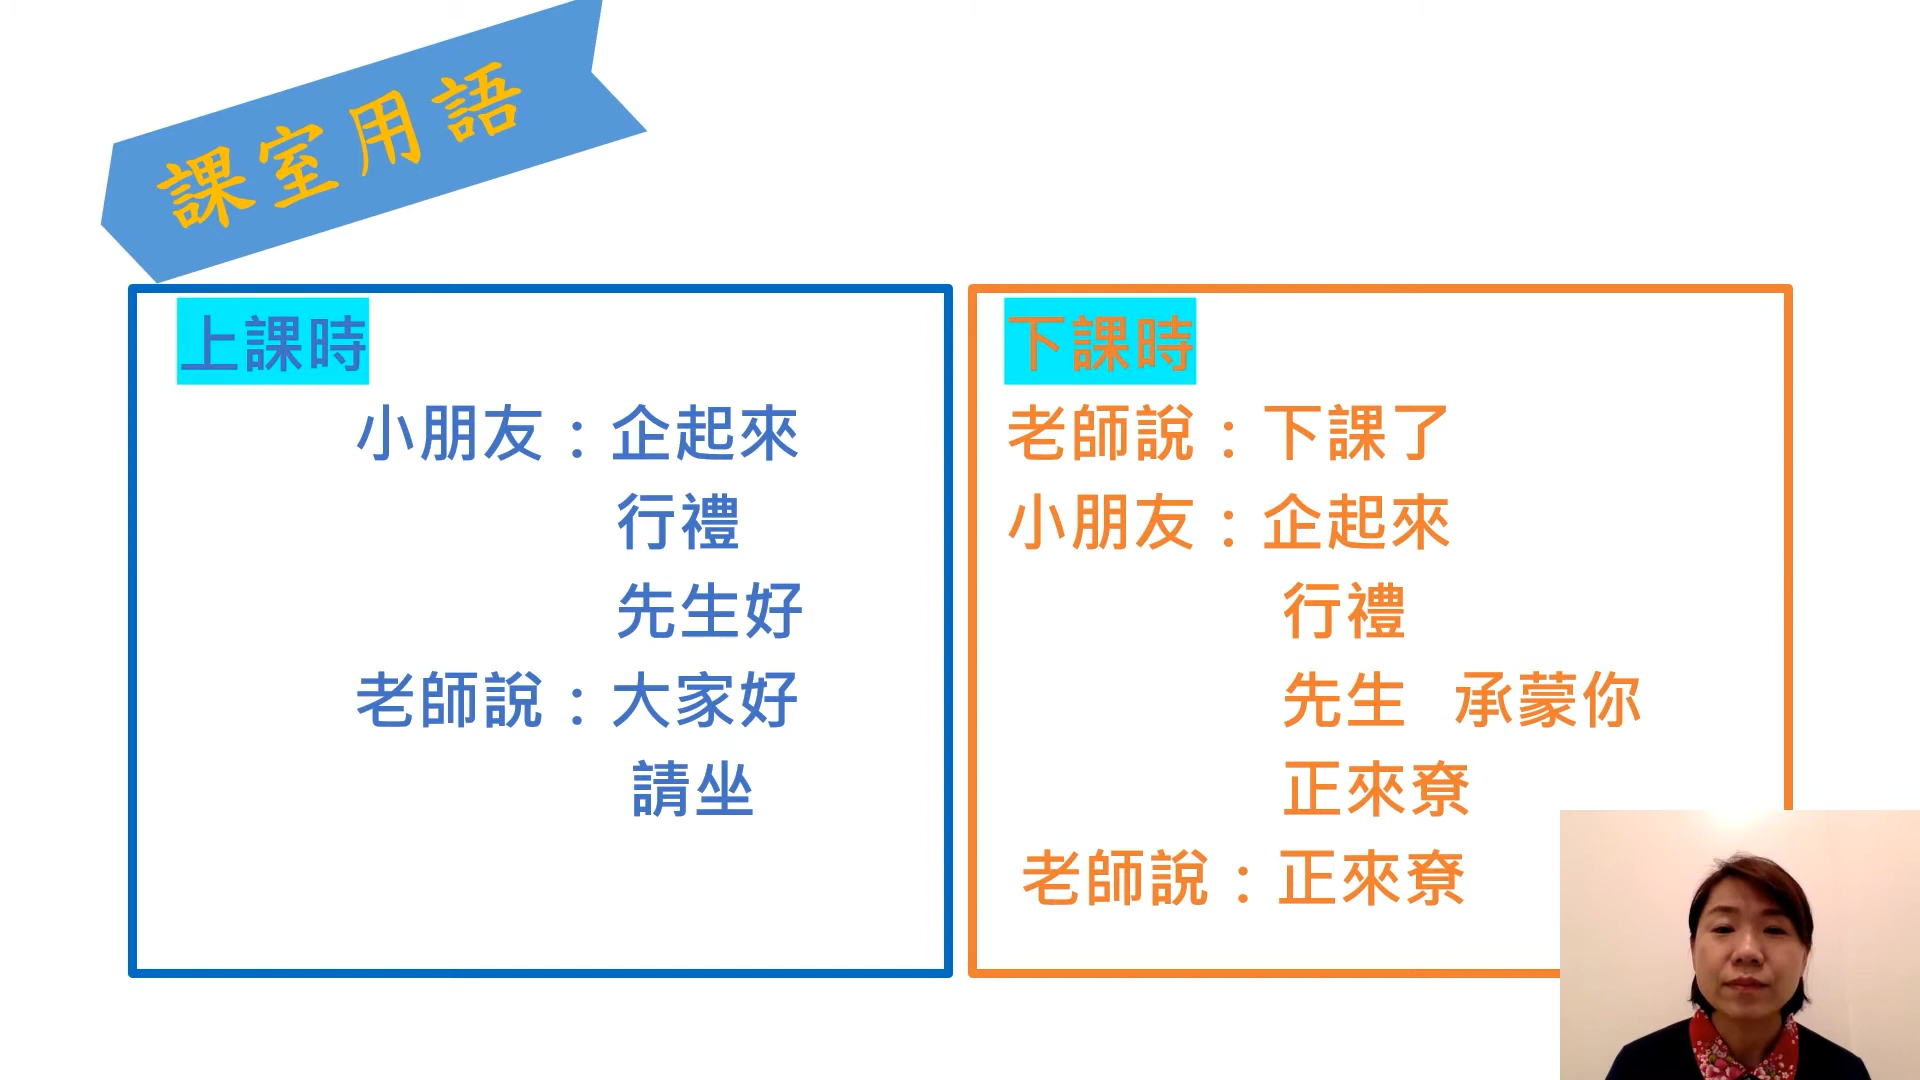 課室用語
上課時
小朋友：企起來
行禮
先生好
老師說：大家好
請坐
下課時
老師說：下課了
小朋友：企起來
行禮
先生 承蒙你
正來尞
老師說：正來尞